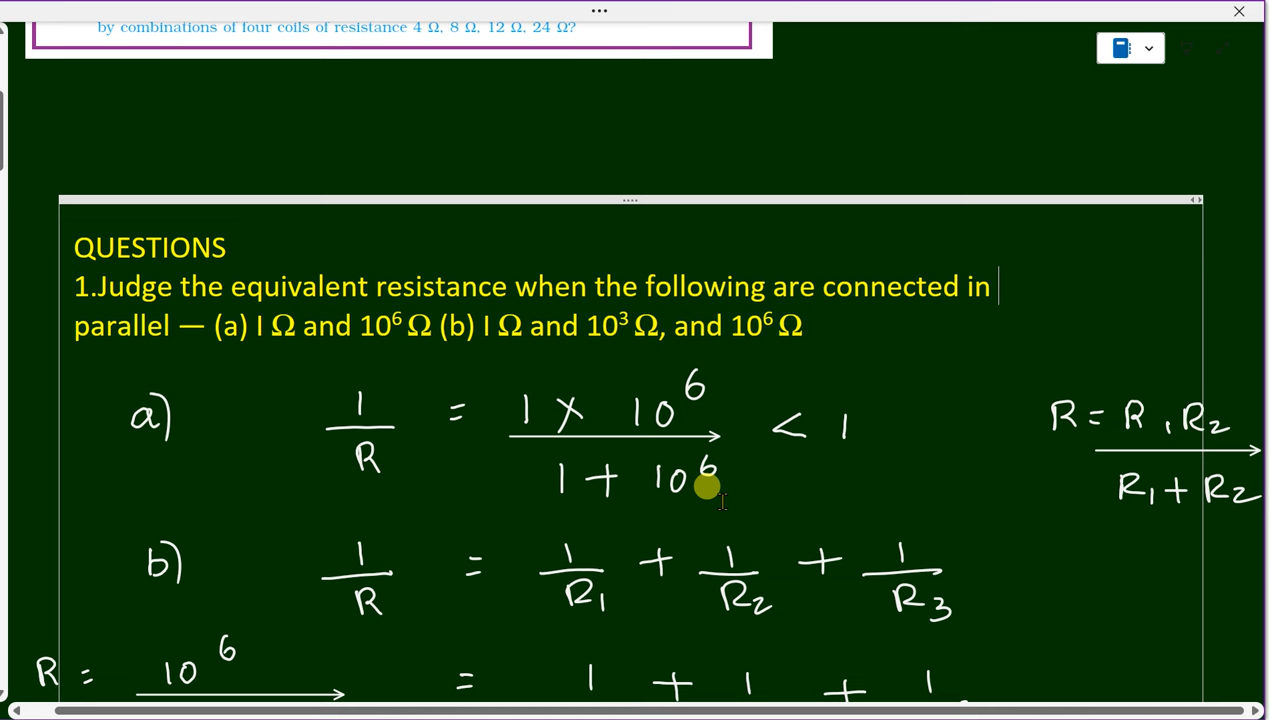 by combinations of four coils of resistance 4 Ω, 8 Ω, 12 Ω, 24 Ω?
QUESTIONS
1.Judge the equivalent resistance when the following are connected in
parallel — (a) I Ω and 10⁶ Ω (b) I Ω and 10³ Ω, and 10⁶ Ω
a) 1/R = 1 × 10⁶ / 1 + 10⁶ < 1
R = R₁R₂ / R₁ + R₂
b) 1/R = 1/R₁ + 1/R₂ + 1/R₃
R = 10⁶
= 1 + 1 + 1